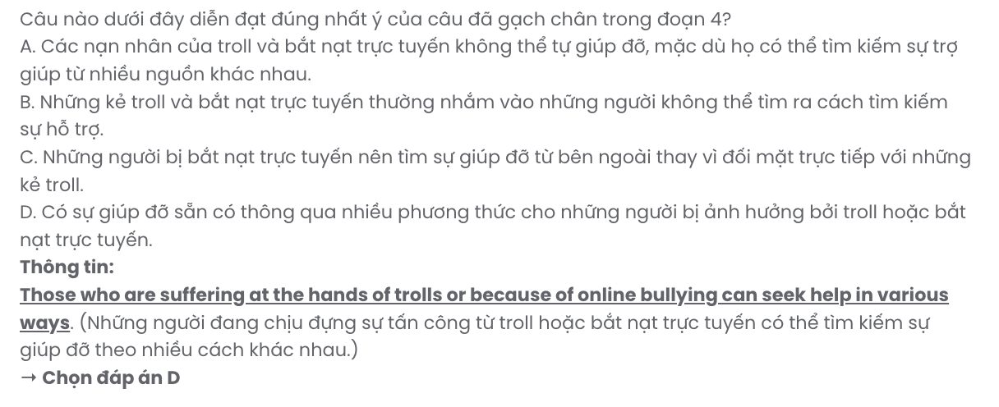 Câu nào dưới đây diễn đạt đúng nhất ý của câu đã gạch chân trong đoạn 4?
A. Các nạn nhân của troll và bắt nạt trực tuyến không thể tự giúp đỡ, mặc dù họ có thể tìm kiếm sự trợ
giúp từ nhiều nguồn khác nhau.
B. Những kẻ troll và bắt nạt trực tuyến thường nhắm vào những người không thể tìm ra cách tìm kiếm
sự hỗ trợ.
C. Những người bị bắt nạt trực tuyến nên tìm sự giúp đỡ từ bên ngoài thay vì đối mặt trực tiếp với những
kẻ troll.
D. Có sự giúp đỡ sẵn có thông qua nhiều phương thức cho những người bị ảnh hưởng bởi troll hoặc bắt
nạt trực tuyến.
Thông tin:
Those who are suffering at the hands of trolls or because of online bullying can seek help in various
ways. (Những người đang chịu đựng sự tấn công từ troll hoặc bắt nạt trực tuyến có thể tìm kiếm sự
giúp đỡ theo nhiều cách khác nhau.)
→ Chọn đáp án D